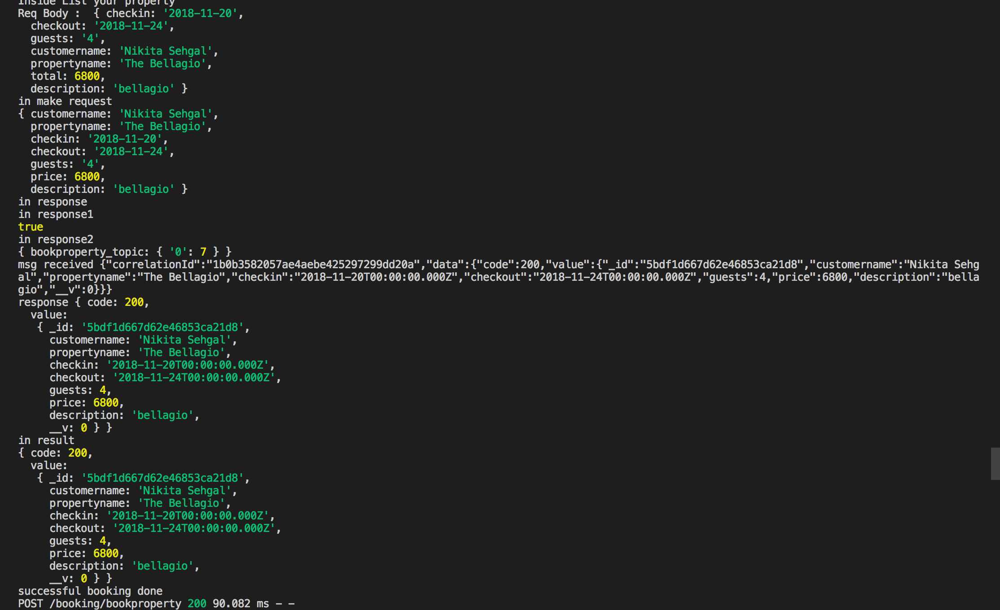 Inside List your property
Req Body :  { checkin: '2018-11-20',
  checkout: '2018-11-24',
  guests: '4',
  customername: 'Nikita Sehgal',
  propertyname: 'The Bellagio',
  total: 6800,
  description: 'bellagio' }
in make request
{ customername: 'Nikita Sehgal',
  propertyname: 'The Bellagio',
  checkin: '2018-11-20',
  checkout: '2018-11-24',
  guests: '4',
  price: 6800,
  description: 'bellagio' }
in response
in response1
true
in response2
{ bookproperty_topic: { '0': 7 } }
msg received {"correlationId":"1b0b3582057ae4aebe425297299dd20a","data":{"code":200,"value":{"_id":"5bdf1d667d62e46853ca21d8","customername":"Nikita Sehg
al","propertyname":"The Bellagio","checkin":"2018-11-20T00:00:00.000Z","checkout":"2018-11-24T00:00:00.000Z","guests":4,"price":6800,"description":"bella
gio","__v":0}}}
response { code: 200,
  value:
   { _id: '5bdf1d667d62e46853ca21d8',
     customername: 'Nikita Sehgal',
     propertyname: 'The Bellagio',
     checkin: '2018-11-20T00:00:00.000Z',
     checkout: '2018-11-24T00:00:00.000Z',
     guests: 4,
     price: 6800,
     description: 'bellagio',
     __v: 0 } }
in result
{ code: 200,
  value:
   { _id: '5bdf1d667d62e46853ca21d8',
     customername: 'Nikita Sehgal',
     propertyname: 'The Bellagio',
     checkin: '2018-11-20T00:00:00.000Z',
     checkout: '2018-11-24T00:00:00.000Z',
     guests: 4,
     price: 6800,
     description: 'bellagio',
     __v: 0 } }
successful booking done
POST /booking/bookproperty 200 90.082 ms - -